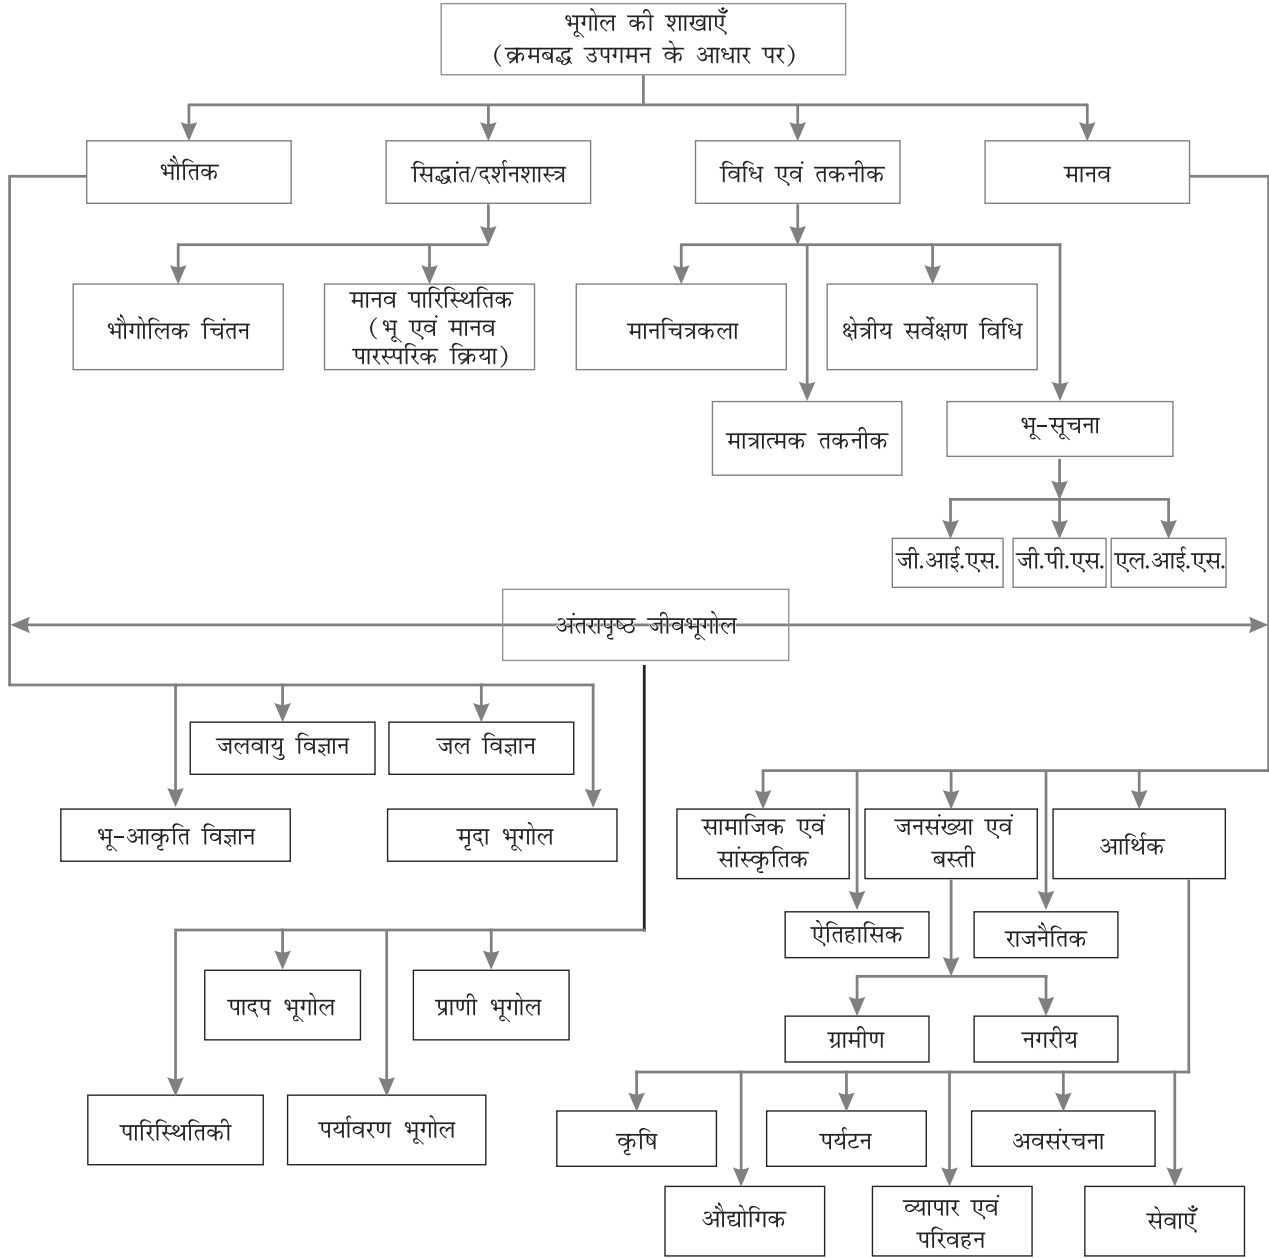 भूगोल की शाखाएँ
(क्रमबद्ध उपगमन के आधार पर)
भौतिक
सिद्धांत/दर्शनशास्त्र
विधि एवं तकनीक
मानव
भौगोलिक चिंतन
मानव पारिस्थितिक
(भू एवं मानव
पारस्परिक क्रिया)
मानचित्रकला
क्षेत्रीय सर्वेक्षण विधि
मात्रात्मक तकनीक
भू-सूचना
जी.आई.एस.
जी.पी.एस.
एल.आई.एस.
अंतरापृष्ठ जीवभूगोल
जलवायु विज्ञान
जल विज्ञान
भू-आकृति विज्ञान
मृदा भूगोल
सामाजिक एवं
सांस्कृतिक
जनसंख्या एवं
बस्ती
आर्थिक
ऐतिहासिक
राजनैतिक
पादप भूगोल
प्राणी भूगोल
ग्रामीण
नगरीय
पारिस्थितिकी
पर्यावरण भूगोल
कृषि
पर्यटन
अवसंरचना
औद्योगिक
व्यापार एवं
परिवहन
सेवाएँ